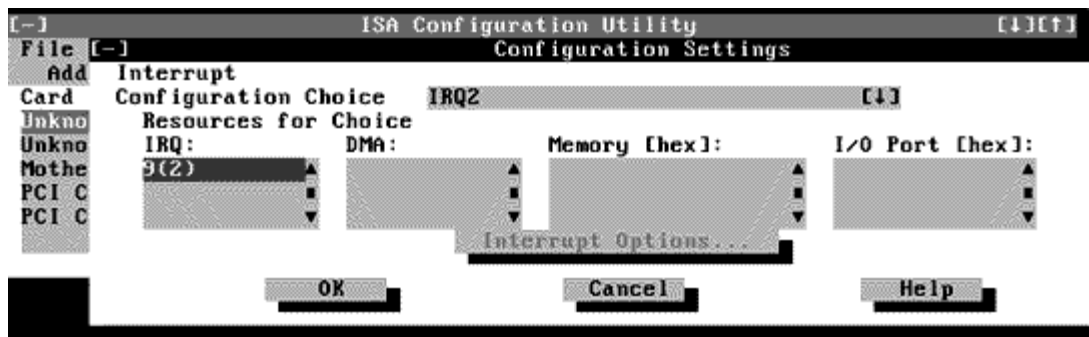 [-] ISA Configuration Utility [↓][↑]
File [-] Configuration Settings
Add Interrupt
Card Configuration Choice IRQ2 [↓]
Unkno Resources for Choice
Unkno IRQ: DMA: Memory [hex]: I/O Port [hex]:
Mothe 9(2)
PCI C
PCI C
Interrupt Options...
OK Cancel Help